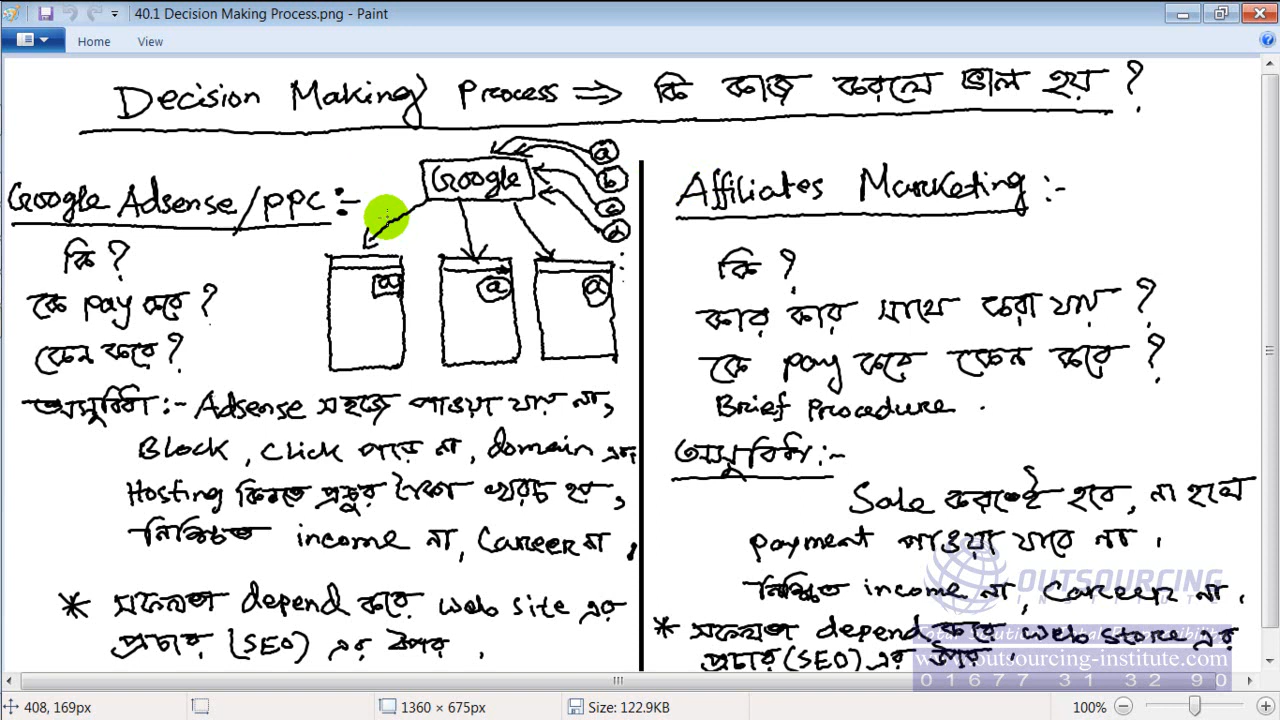 40.1 Decision Making Process.png - Paint
Home View
Decision Making Process ⇒ কি কাজ করলে ভাল হয় ?
Google Adsense/PPC :-
কি ?
কে pay করে ?
কেন করে ?
Google
a
b
c
d
a a a
অসুবিধা :- Adsense সহজে পাওয়া যায় না,
Block, click পারে না, domain এবং
Hosting কিনতে প্রচুর টাকা খরচ হয়,
নিশ্চিত income না, Career না,
* সফলতা depend করে web site এর
প্রচার (SEO) এর উপর .
Affiliates Marketing :-
কি ?
কার কার সাথে করা যায় ?
কে pay করে কেন করে ?
Brief Procedure .
অসুবিধা :-
Sale করতেই হবে, না হলে
payment পাওয়া যাবে না .
নিশ্চিত income না, Career না .
* সফলতা depend করে web store এর
প্রচার (SEO) এর উপর .
OUTSOURCING
INSTITUTE
www.outsourcing-institute.com
01677 31 32 90
408, 169px
1360 × 675px
Size: 122.9KB
100%